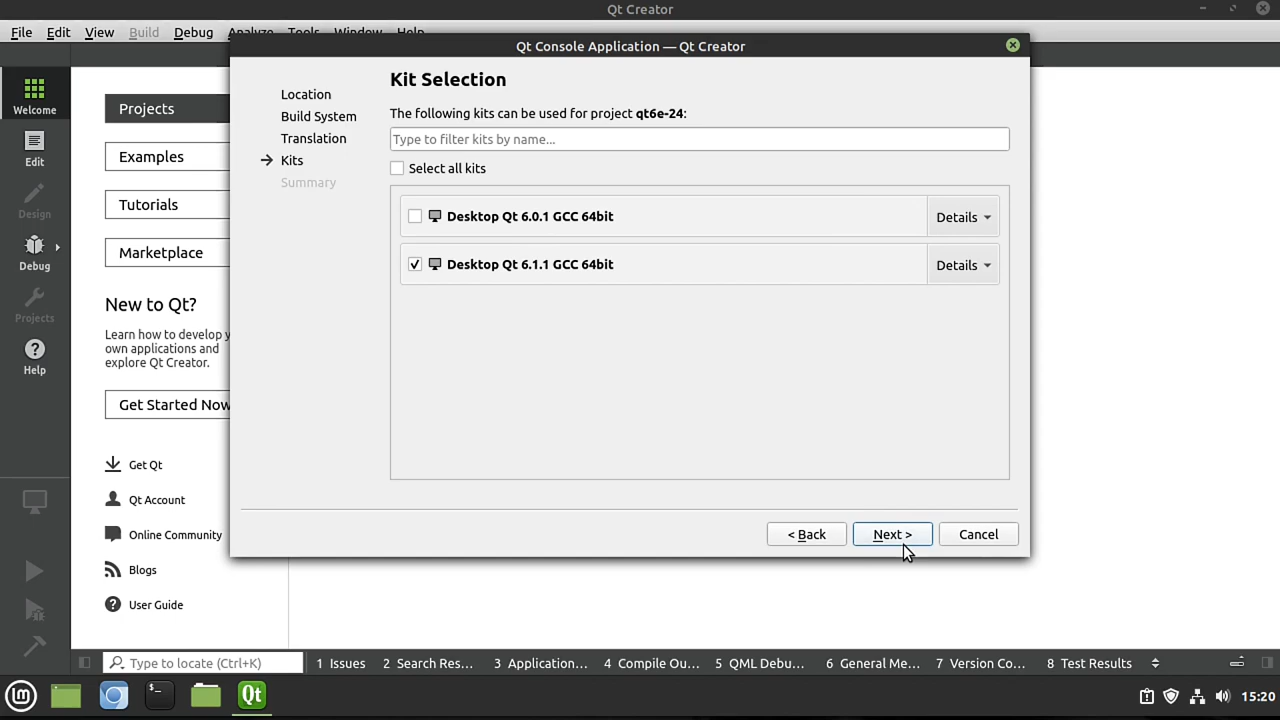 Qt Creator
File Edit View Build Debug Analyze Tools Window Help
Qt Console Application — Qt Creator
Welcome
Edit
Design
Debug
Projects
Help
Projects
Examples
Tutorials
Marketplace
New to Qt?
Learn how to develop y
own applications and
explore Qt Creator.
Get Started Now
Get Qt
Qt Account
Online Community
Blogs
User Guide
Location
Build System
Translation
Kits
Summary
Kit Selection
The following kits can be used for project qt6e-24:
Type to filter kits by name...
Select all kits
Desktop Qt 6.0.1 GCC 64bit Details
Desktop Qt 6.1.1 GCC 64bit Details
< Back Next > Cancel
Type to locate (Ctrl+K) 1 Issues 2 Search Res... 3 Application... 4 Compile Ou... 5 QML Debu... 6 General Me... 7 Version Co... 8 Test Results
Qt 15:20